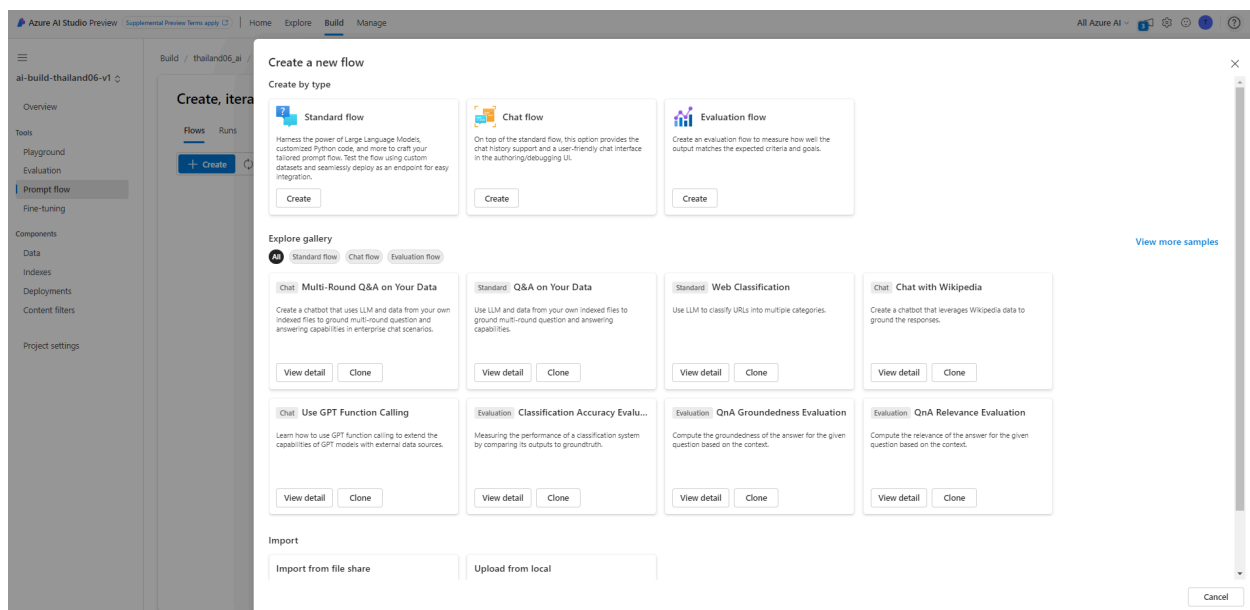 Azure AI Studio Preview Supplemental Preview Terms apply Home Explore Build Manage All Azure AI 3 ?
ai-build-thailand06-v1
Overview
Tools
Playground
Evaluation
Prompt flow
Fine-tuning
Components
Data
Indexes
Deployments
Content filters
Project settings
Build / thailand06_ai /
Create, itera
Flows Runs
+ Create
Create a new flow
Create by type
Standard flow
Harness the power of Large Language Models,
customized Python code, and more to craft your
tailored prompt flow. Test the flow using custom
datasets and seamlessly deploy as an endpoint for easy
integration.
Create
Chat flow
On top of the standard flow, this option provides the
chat history support and a user-friendly chat interface
in the authoring/debugging UI.
Create
Evaluation flow
Create an evaluation flow to measure how well the
output matches the expected criteria and goals.
Create
Explore gallery
View more samples
All Standard flow Chat flow Evaluation flow
Chat Multi-Round Q&A on Your Data
Create a chatbot that uses LLM and data from your own
indexed files to ground multi-round question and
answering capabilities in enterprise chat scenarios.
View detail Clone
Standard Q&A on Your Data
Use LLM and data from your own indexed files to
ground multi-round question and answering
capabilities.
View detail Clone
Standard Web Classification
Use LLM to classify URLs into multiple categories.
View detail Clone
Chat Chat with Wikipedia
Create a chatbot that leverages Wikipedia data to
ground the responses.
View detail Clone
Chat Use GPT Function Calling
Learn how to use GPT function calling to extend the
capabilities of GPT models with external data sources.
View detail Clone
Evaluation Classification Accuracy Evalu...
Measuring the performance of a classification system
by comparing its outputs to groundtruth.
View detail Clone
Evaluation QnA Groundedness Evaluation
Compute the groundedness of the answer for the given
question based on the context.
View detail Clone
Evaluation QnA Relevance Evaluation
Compute the relevance of the answer for the given
question based on the context.
View detail Clone
Import
Import from file share
Upload from local
Cancel